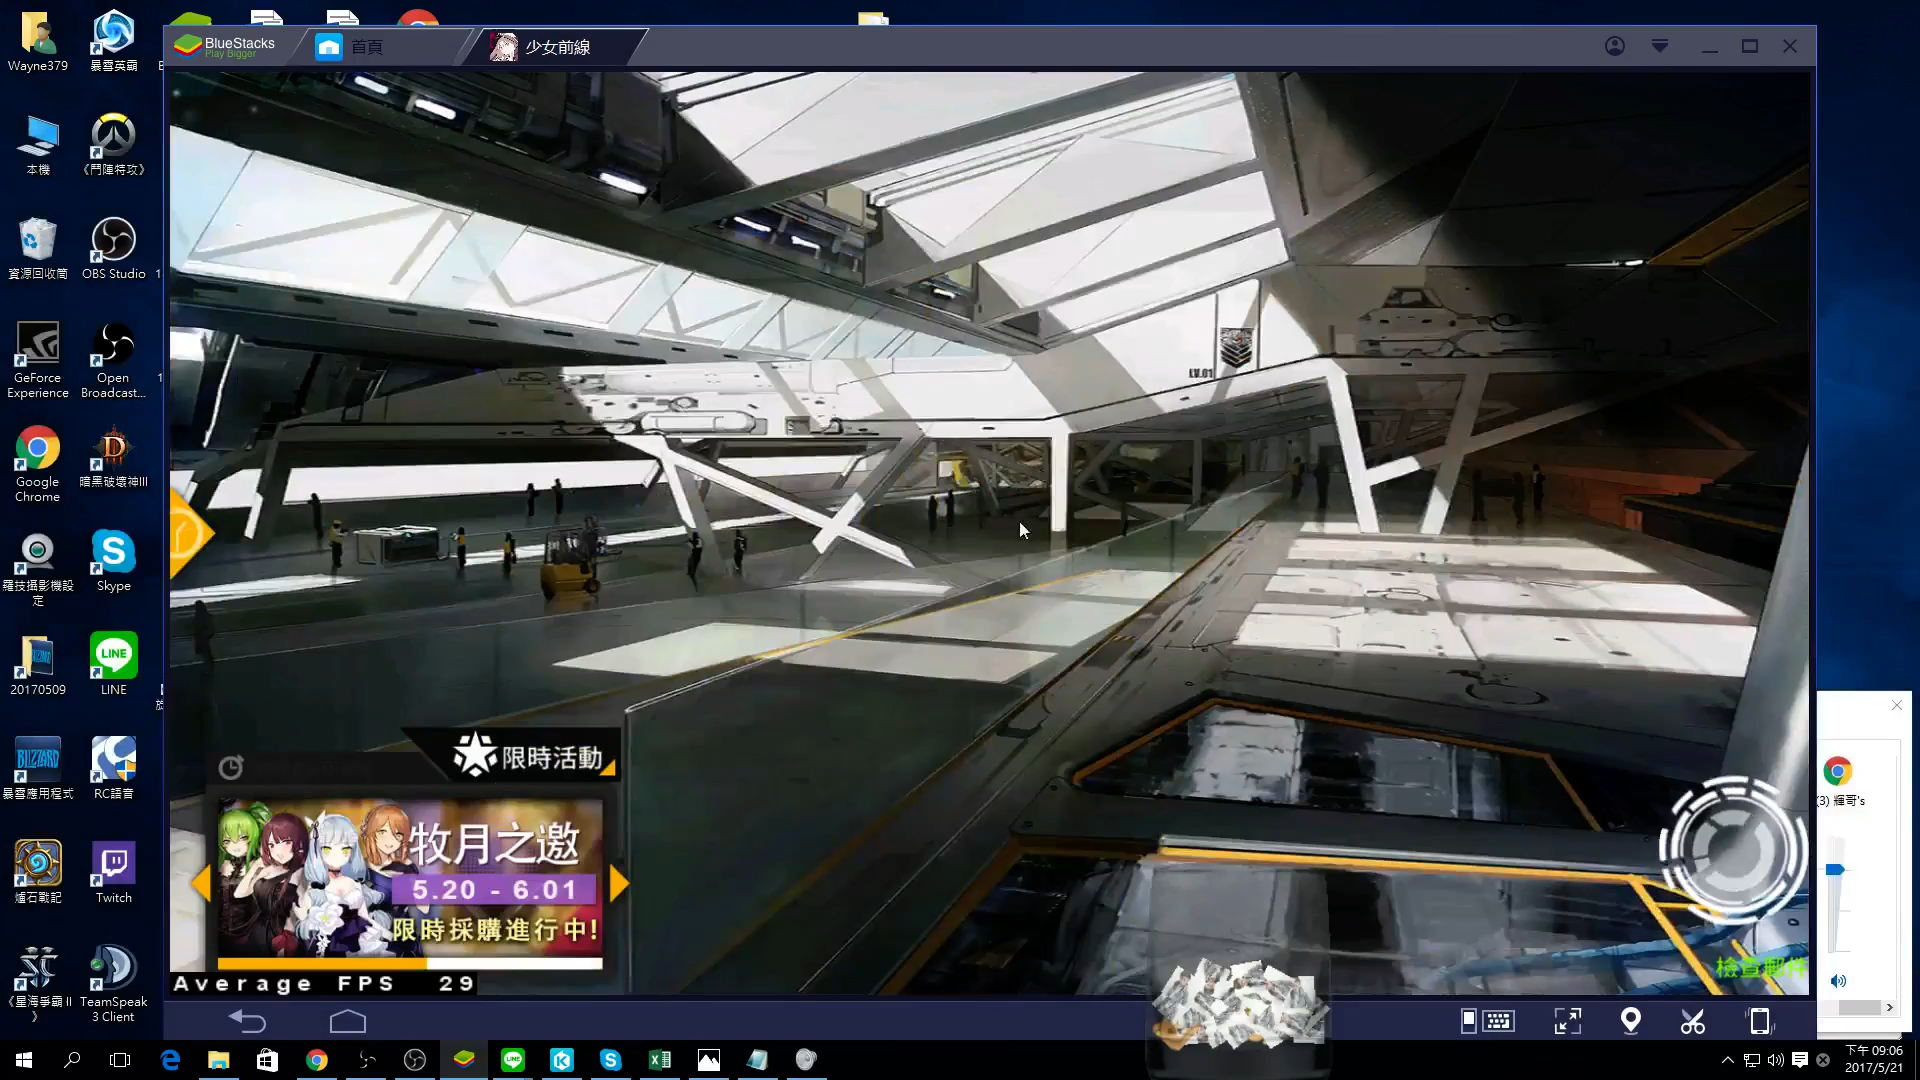 Wayne379
暴雪英霸
本機
《鬥陣特攻》
資源回收筒
OBS Studio
GeForce
Experience
Open
Broadcast...
Google
Chrome
暗黑破壞神III
羅技攝影機設
定
Skype
20170509
LINE
LINE
BLIZZARD
暴雪應用程式
RC語音
爐石戰記
Twitch
《星海爭霸 II
》
TeamSpeak
3 Client
BlueStacks
Play Bigger
首頁
少女前線
LV.01
限時活動
牧月之邀
5.20 - 6.01
限時採購進行中!
Average FPS 29
檢查郵件
(3) 輝哥's
下午 09:06
2017/5/21